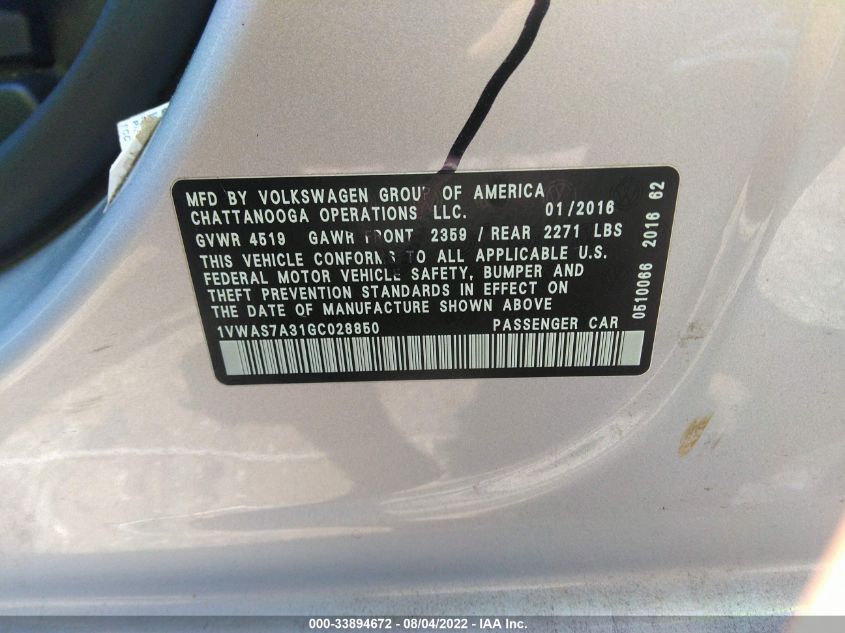 MFD BY VOLKSWAGEN GROUP OF AMERICA
CHATTANOOGA OPERATIONS LLC. 01/2016
GVWR 4519 GAWR FRONT 2359 / REAR 2271 LBS
THIS VEHICLE CONFORMS TO ALL APPLICABLE U.S.
FEDERAL MOTOR VEHICLE SAFETY, BUMPER AND
THEFT PREVENTION STANDARDS IN EFFECT ON
THE DATE OF MANUFACTURE SHOWN ABOVE
1VWAS7A31GC028850 PASSENGER CAR
0510066 2016 62
000-33894672 - 08/04/2022 - IAA Inc.